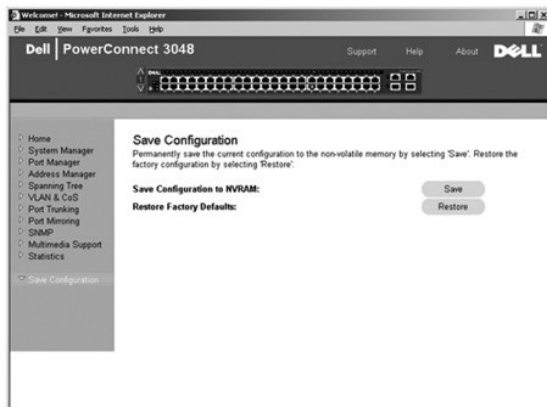 Welcome! - Microsoft Internet Explorer
File Edit View Favorites Tools Help
Dell | PowerConnect 3048
Support Help About DELL
Home
System Manager
Port Manager
Address Manager
Spanning Tree
VLAN & CoS
Port Trunking
Port Mirroring
SNMP
Multimedia Support
Statistics
Save Configuration
Save Configuration
Permanently save the current configuration to the non-volatile memory by selecting 'Save'. Restore the
factory configuration by selecting 'Restore'.
Save Configuration to NVRAM: Save
Restore Factory Defaults: Restore